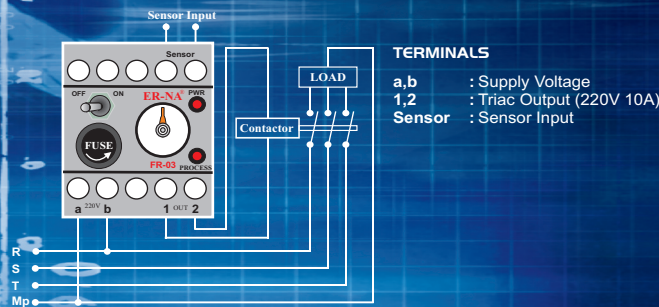 Sensor Input
Sensor
OFF ON ER-NA® PWR
FUSE
FR-03 PROCESS
a 220V b 1 OUT 2
LOAD
Contactor
R
S
T
Mp
TERMINALS
a,b : Supply Voltage
1,2 : Triac Output (220V 10A)
Sensor : Sensor Input